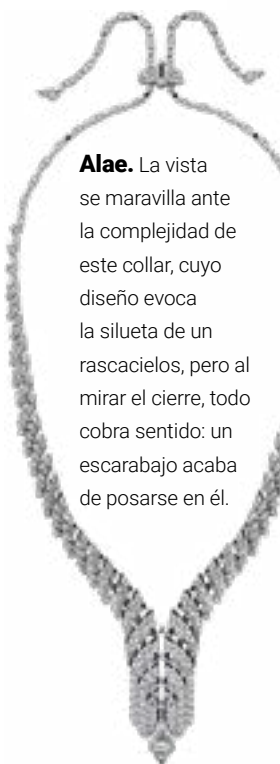 Alae. La vista
se maravilla ante
la complejidad de
este collar, cuyo
diseño evoca
la silueta de un
rascacielos, pero al
mirar el cierre, todo
cobra sentido: un
escarabajo acaba
de posarse en él.